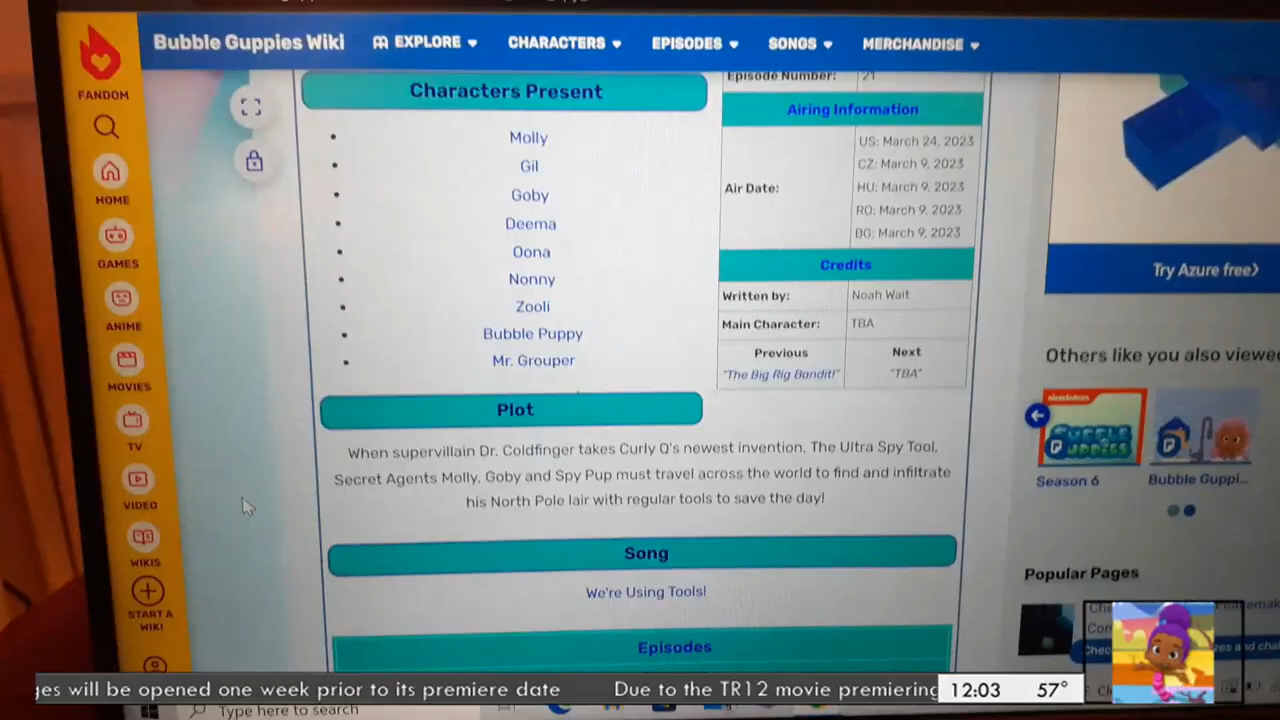 Bubble Guppies Wiki
EXPLORE
CHARACTERS
EPISODES
SONGS
MERCHANDISE
FANDOM
HOME
GAMES
ANIME
MOVIES
TV
VIDEO
WIKIS
START A
WIKI
Characters Present
Molly
Gil
Goby
Deema
Oona
Nonny
Zooli
Bubble Puppy
Mr. Grouper
Episode Number: 21
Airing Information
Air Date:
US: March 24, 2023
CZ: March 9, 2023
HU: March 9, 2023
RO: March 9, 2023
BG: March 9, 2023
Credits
Written by: Noah Wait
Main Character: TBA
Previous Next
"The Big Rig Bandit!" "TBA"
Plot
When supervillain Dr. Coldfinger takes Curly Q's newest invention, The Ultra Spy Tool,
Secret Agents Molly, Goby and Spy Pup must travel across the world to find and infiltrate
his North Pole lair with regular tools to save the day!
Song
We're Using Tools!
Episodes
Try Azure free>
Others like you also viewe
nickelodeon
BUBBLE
GUPPIES
Season 6
Bubble Guppi...
Popular Pages
ges will be opened one week prior to its premiere date Due to the TR12 movie premiering
12:03 57°
Type here to search